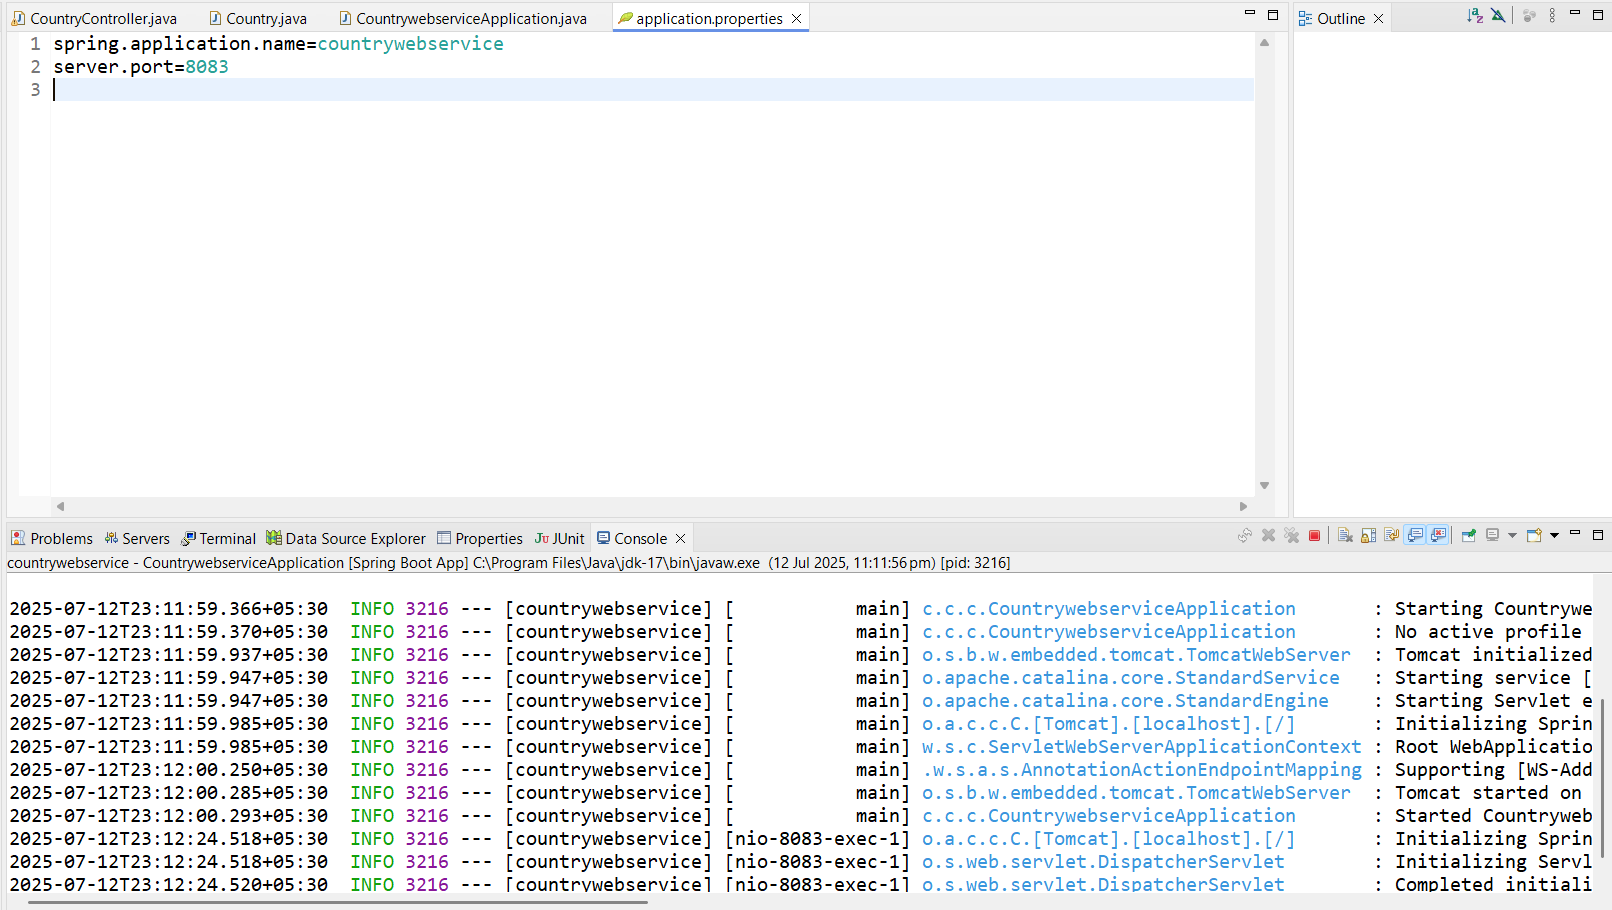 CountryController.java Country.java CountrywebserviceApplication.java application.properties Outline
1 spring.application.name=countrywebservice
2 server.port=8083
3
Problems Servers Terminal Data Source Explorer Properties JUnit Console
countrywebservice - CountrywebserviceApplication [Spring Boot App] C:\Program Files\Java\jdk-17\bin\javaw.exe (12 Jul 2025, 11:11:56 pm) [pid: 3216]
2025-07-12T23:11:59.366+05:30 INFO 3216 --- [countrywebservice] [ main] c.c.c.CountrywebserviceApplication : Starting Countrywe
2025-07-12T23:11:59.370+05:30 INFO 3216 --- [countrywebservice] [ main] c.c.c.CountrywebserviceApplication : No active profile
2025-07-12T23:11:59.937+05:30 INFO 3216 --- [countrywebservice] [ main] o.s.b.w.embedded.tomcat.TomcatWebServer : Tomcat initialized
2025-07-12T23:11:59.947+05:30 INFO 3216 --- [countrywebservice] [ main] o.apache.catalina.core.StandardService : Starting service [
2025-07-12T23:11:59.947+05:30 INFO 3216 --- [countrywebservice] [ main] o.apache.catalina.core.StandardEngine : Starting Servlet e
2025-07-12T23:11:59.985+05:30 INFO 3216 --- [countrywebservice] [ main] o.a.c.c.C.[Tomcat].[localhost].[/] : Initializing Sprin
2025-07-12T23:11:59.985+05:30 INFO 3216 --- [countrywebservice] [ main] w.s.c.ServletWebServerApplicationContext : Root WebApplicatio
2025-07-12T23:12:00.250+05:30 INFO 3216 --- [countrywebservice] [ main] .w.s.a.s.AnnotationActionEndpointMapping : Supporting [WS-Add
2025-07-12T23:12:00.285+05:30 INFO 3216 --- [countrywebservice] [ main] o.s.b.w.embedded.tomcat.TomcatWebServer : Tomcat started on
2025-07-12T23:12:00.293+05:30 INFO 3216 --- [countrywebservice] [ main] c.c.c.CountrywebserviceApplication : Started Countryweb
2025-07-12T23:12:24.518+05:30 INFO 3216 --- [countrywebservice] [nio-8083-exec-1] o.a.c.c.C.[Tomcat].[localhost].[/] : Initializing Sprin
2025-07-12T23:12:24.518+05:30 INFO 3216 --- [countrywebservice] [nio-8083-exec-1] o.s.web.servlet.DispatcherServlet : Initializing Servl
2025-07-12T23:12:24.520+05:30 INFO 3216 --- [countrywebservice] [nio-8083-exec-1] o.s.web.servlet.DispatcherServlet : Completed initiali